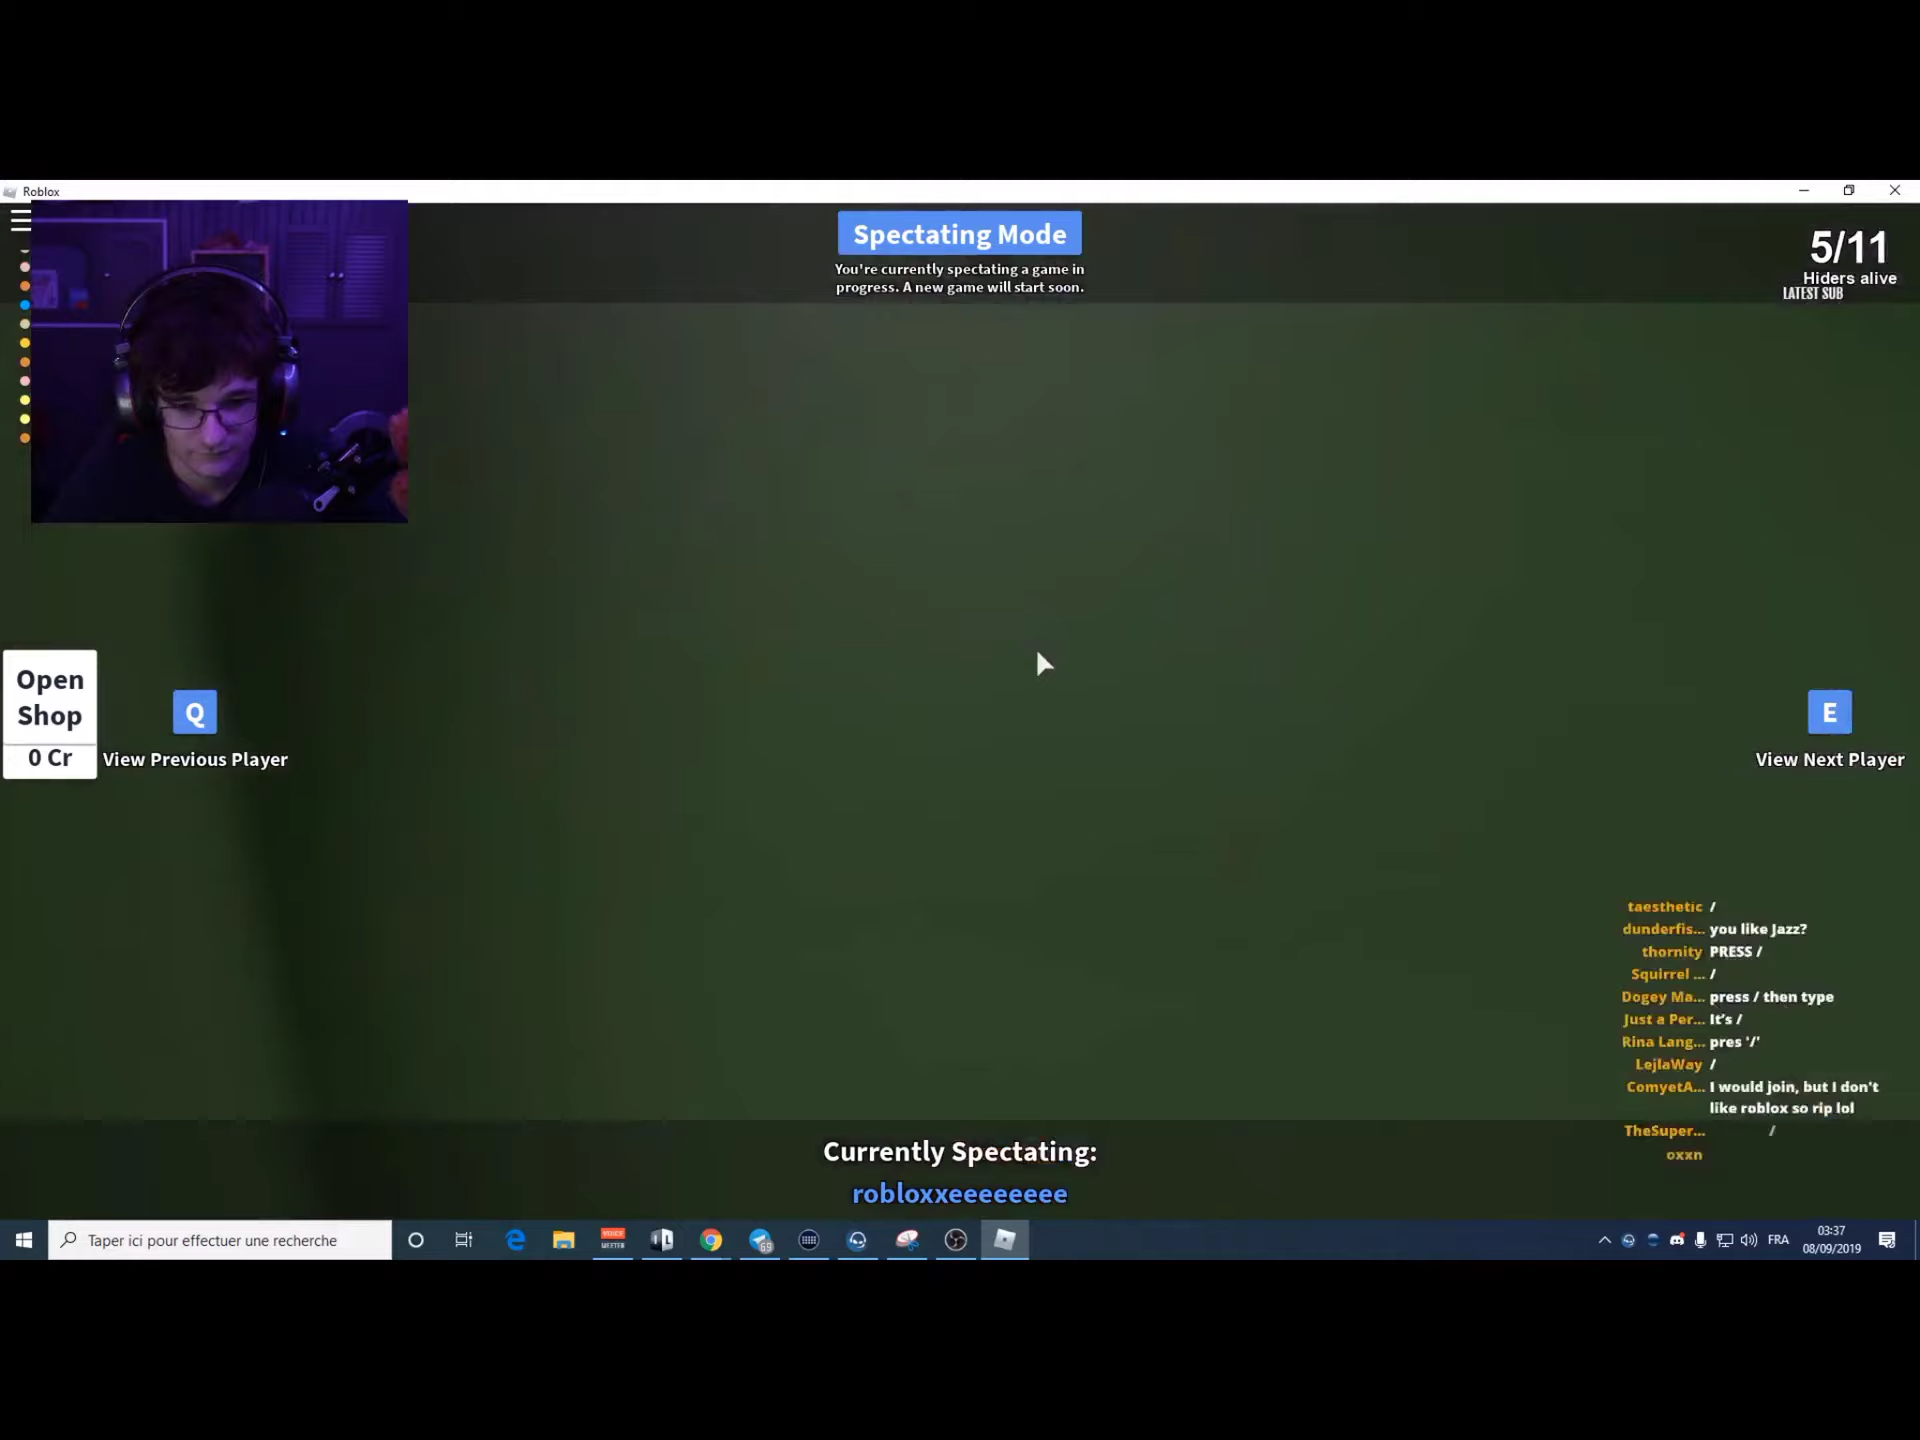 Roblox
Spectating Mode
You're currently spectating a game in
progress. A new game will start soon.
5/11
Hiders alive
LATEST SUB
Open
Shop
0 Cr
Q
View Previous Player
E
View Next Player
taesthetic /
dunderfis... you like Jazz?
thornity PRESS /
Squirrel ... /
Dogey Ma... press / then type
Just a Per... It's /
Rina Lang... pres '/'
LejlaWay /
ComyetA... I would join, but I don't
like roblox so rip lol
TheSuper... /
oxxn
Currently Spectating:
robloxxeeeeeeee
Taper ici pour effectuer une recherche
VOICE
MEETER
69
FRA
03:37
08/09/2019